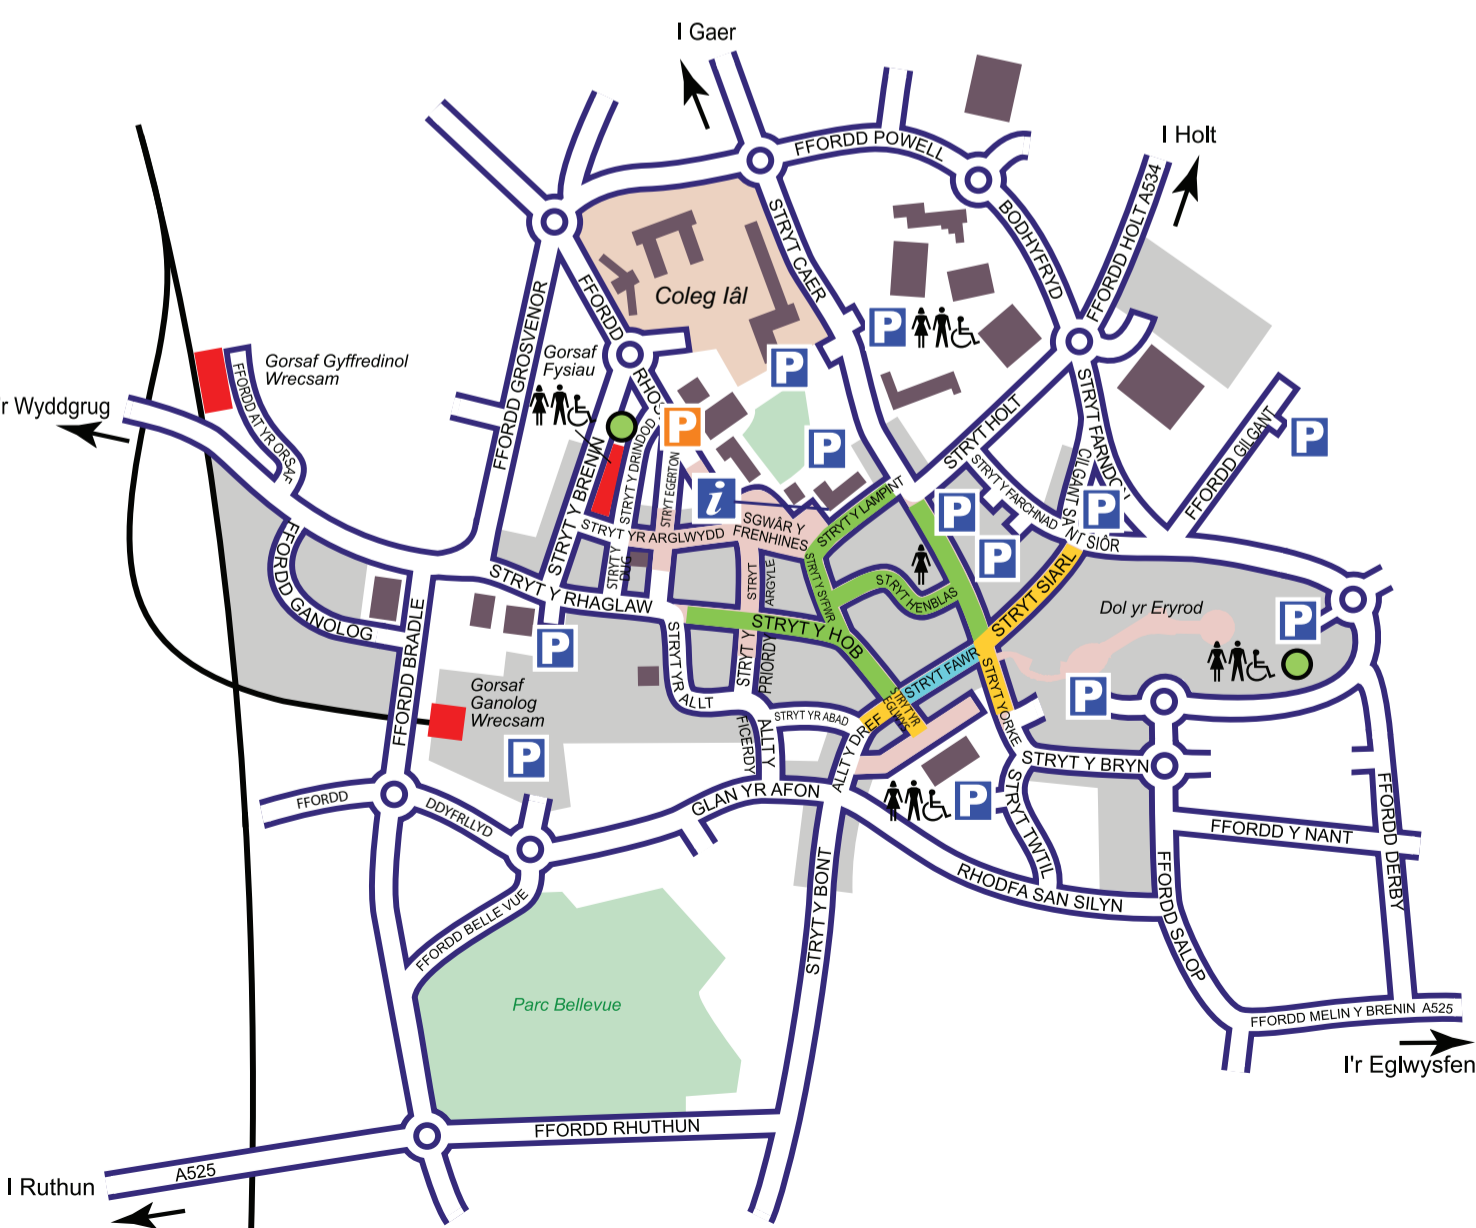 I Gaer
I Holt
FFORDD POWELL
BODHYFRYD
FFORDD HOLT A534
STRYT CAER
Coleg Iâl
FFORDD
FFORDD GROSVENOR
Gorsaf
Fysiau
Gorsaf Gyffredinol
Wrecsam
FFORDD AT YR ORSAF
'r Wyddgrug
P
P
P
P
P
i
STRYT Y BRENIN
STRYT Y DRINDOD
STRYT EGERTON
STRYT HOLT
STRYT FARNDON
CILGANT SANT SIÔR
STRYT Y FARCHNAD
FFORDD GILGANT
P
P
P
P
STRYT YR ARGLWYDD
SGWÂR Y
FRENHINES
STRYT Y LAMPINT
STRYT Y SYFWR
STRYT HENBLAS
STRYT Y
DUG
STRYT
ARGYLE
STRYT SIARL
Dol yr Eryrod
FFORDD GANOLOG
FFORDD BRADLE
STRYT Y RHAGLAW
STRYT Y HOB
STRYT YR ALLT
STRYT Y
PRIORDY
STRYT FAWR
STRYT YR
EGLWYS
STRYT YORKE
P
P
P
Gorsaf
Ganolog
Wrecsam
P
STRYT YR ABAD
ALLT Y
FICERDY
ALLT Y DREF
STRYT Y BRYN
P
GLAN YR AFON
FFORDD
DDYFRLLYD
STRYT TWTIL
FFORDD Y NANT
FFORDD DERBY
RHODFA SAN SILYN
FFORDD SALOP
STRYT Y BONT
FFORDD BELLE VUE
Parc Bellevue
FFORDD MELIN Y BRENIN A525
I'r Eglwysfen
FFORDD RHUTHUN
A525
I Ruthun